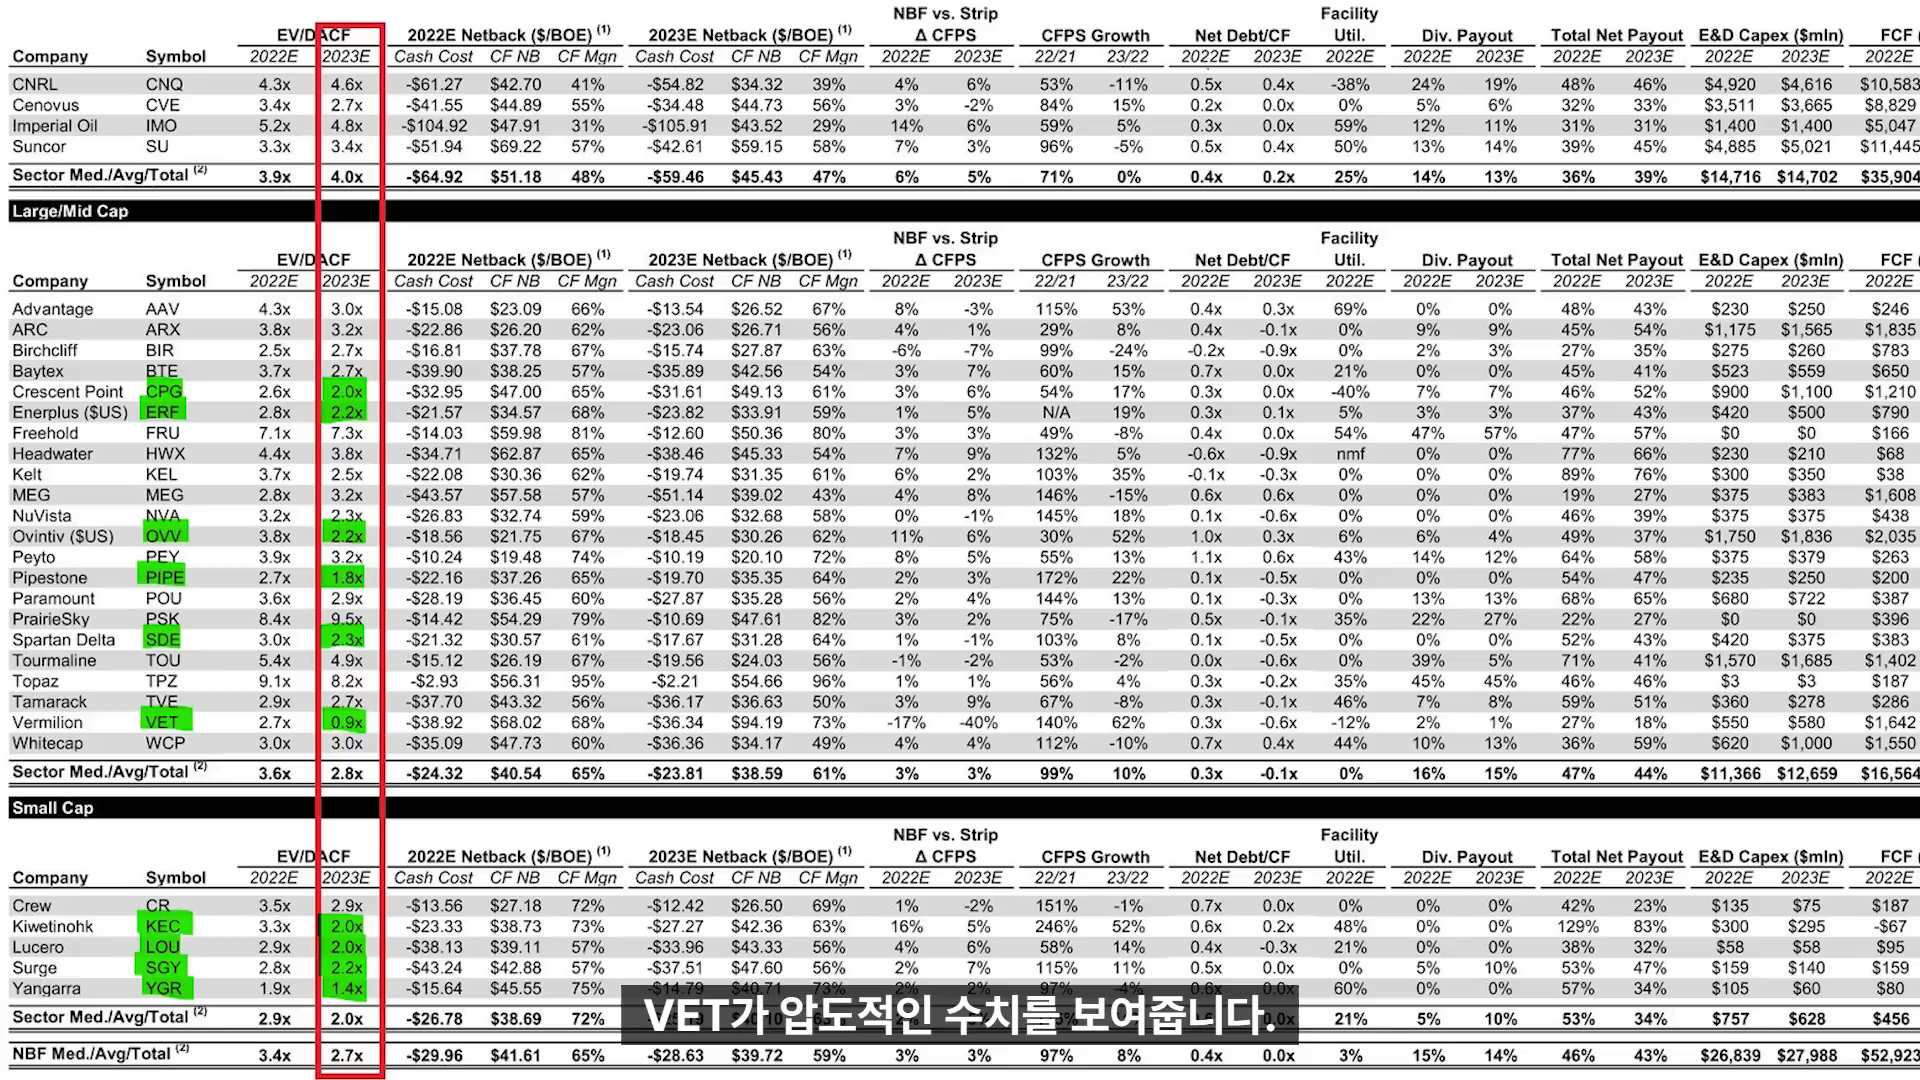 NBF vs. Strip Facility
EV/DACF 2022E Netback ($/BOE) (1) 2023E Netback ($/BOE) (1) Δ CFPS CFPS Growth Net Debt/CF Util. Div. Payout Total Net Payout E&D Capex ($mln) FCF (
Company Symbol 2022E 2023E Cash Cost CF NB CF Mgn Cash Cost CF NB CF Mgn 2022E 2023E 22/21 23/22 2022E 2023E 2022E 2022E 2023E 2022E 2023E 2022E 2023E 2022E
CNRL CNQ 4.3x 4.6x -$61.27 $42.70 41% -$54.82 $34.32 39% 4% 6% 53% -11% 0.5x 0.4x -38% 24% 19% 48% 46% $4,920 $4,616 $10,583
Cenovus CVE 3.4x 2.7x -$41.55 $44.89 55% -$34.48 $44.73 56% 3% -2% 84% 15% 0.2x 0.0x 0% 5% 6% 32% 33% $3,511 $3,665 $8,829
Imperial Oil IMO 5.2x 4.8x -$104.92 $47.91 31% -$105.91 $43.52 29% 14% 6% 59% 5% 0.3x 0.0x 59% 12% 11% 31% 31% $1,400 $1,400 $5,047
Suncor SU 3.3x 3.4x -$51.94 $69.22 57% -$42.61 $59.15 58% 7% 3% 96% -5% 0.5x 0.4x 50% 13% 14% 39% 45% $4,885 $5,021 $11,445
Sector Med./Avg/Total (2) 3.9x 4.0x -$64.92 $51.18 48% -$59.46 $45.43 47% 6% 5% 71% 0% 0.4x 0.2x 25% 14% 13% 36% 39% $14,716 $14,702 $35,904
Large/Mid Cap
NBF vs. Strip Facility
EV/DACF 2022E Netback ($/BOE) (1) 2023E Netback ($/BOE) (1) Δ CFPS CFPS Growth Net Debt/CF Util. Div. Payout Total Net Payout E&D Capex ($mln) FCF (
Company Symbol 2022E 2023E Cash Cost CF NB CF Mgn Cash Cost CF NB CF Mgn 2022E 2023E 22/21 23/22 2022E 2023E 2022E 2022E 2023E 2022E 2023E 2022E 2023E 2022E
Advantage AAV 4.3x 3.0x -$15.08 $23.09 66% -$13.54 $26.52 67% 8% -3% 115% 53% 0.4x 0.3x 69% 0% 0% 48% 43% $230 $250 $246
ARC ARX 3.8x 3.2x -$22.86 $26.20 62% -$23.06 $26.71 56% 4% 1% 29% 8% 0.4x -0.1x 0% 9% 9% 45% 54% $1,175 $1,565 $1,835
Birchcliff BIR 2.5x 2.7x -$16.81 $37.78 67% -$15.74 $27.87 63% -6% -7% 99% -24% -0.2x -0.9x 0% 2% 3% 27% 35% $275 $260 $783
Baytex BTE 3.7x 2.7x -$39.90 $38.25 57% -$35.89 $42.56 54% 3% 7% 60% 15% 0.7x 0.0x 21% 0% 0% 45% 41% $523 $559 $650
Crescent Point CPG 2.6x 2.0x -$32.95 $47.00 65% -$31.61 $49.13 61% 3% 6% 54% 17% 0.3x 0.0x -40% 7% 7% 46% 52% $900 $1,100 $1,210
Enerplus ($US) ERF 2.8x 2.2x -$21.57 $34.57 68% -$23.82 $33.91 59% 1% 5% N/A 19% 0.3x 0.1x 5% 3% 3% 37% 43% $420 $500 $790
Freehold FRU 7.1x 7.3x -$14.03 $59.98 81% -$12.60 $50.36 80% 3% 3% 49% -8% 0.4x 0.0x 54% 47% 57% 47% 57% $0 $0 $166
Headwater HWX 4.4x 3.8x -$34.71 $62.87 65% -$38.46 $45.33 54% 7% 9% 132% 5% -0.6x -0.9x nmf 0% 0% 77% 66% $230 $210 $68
Kelt KEL 3.7x 2.5x -$22.08 $30.36 62% -$19.74 $31.35 61% 6% 2% 103% 35% -0.1x -0.3x 0% 0% 0% 89% 76% $300 $350 $38
MEG MEG 2.8x 3.2x -$43.57 $57.58 57% -$51.14 $39.02 43% 4% 8% 146% -15% 0.6x 0.6x 0% 0% 0% 19% 27% $375 $383 $1,608
NuVista NVA 3.2x 2.3x -$26.83 $32.74 59% -$23.06 $32.68 58% 0% -1% 145% 18% 0.1x -0.6x 0% 0% 0% 46% 39% $375 $375 $438
Ovintiv ($US) OVV 3.8x 2.2x -$18.56 $21.75 67% -$18.45 $30.26 62% 11% 6% 30% 52% 1.0x 0.3x 6% 6% 4% 49% 37% $1,750 $1,836 $2,035
Peyto PEY 3.9x 3.2x -$10.24 $19.48 74% -$10.19 $20.10 72% 8% 5% 55% 13% 1.1x 0.6x 43% 14% 12% 64% 58% $375 $379 $263
Pipestone PIPE 2.7x 1.8x -$22.16 $37.26 65% -$19.70 $35.35 64% 2% 3% 172% 22% 0.1x -0.5x 0% 0% 0% 54% 47% $235 $250 $200
Paramount POU 3.6x 2.9x -$28.19 $36.45 60% -$27.87 $35.28 56% 2% 4% 144% 13% 0.1x -0.3x 0% 13% 13% 68% 65% $680 $722 $387
PrairieSky PSK 8.4x 9.5x -$14.42 $54.29 79% -$10.69 $47.61 82% 3% 2% 75% -17% 0.5x -0.1x 35% 22% 27% 22% 27% $0 $0 $396
Spartan Delta SDE 3.0x 2.3x -$21.32 $30.57 61% -$17.67 $31.28 64% 1% -1% 103% 8% 0.1x -0.5x 0% 0% 0% 52% 43% $420 $375 $383
Tourmaline TOU 5.4x 4.9x -$15.12 $26.19 67% -$19.56 $24.03 56% -1% -2% 53% -2% 0.0x -0.6x 0% 39% 5% 71% 41% $1,570 $1,685 $1,402
Topaz TPZ 9.1x 8.2x -$2.93 $56.31 95% -$2.21 $54.66 96% 1% 1% 56% 4% 0.3x -0.2x 35% 45% 45% 46% 46% $3 $3 $187
Tamarack TVE 2.9x 2.7x -$37.70 $43.32 56% -$36.17 $36.63 50% 3% 9% 67% -8% 0.3x -0.1x 46% 7% 8% 59% 51% $360 $278 $286
Vermilion VET 2.7x 0.9x -$38.92 $68.02 68% -$36.34 $94.19 73% -17% -40% 140% 62% 0.3x -0.6x -12% 2% 1% 27% 18% $550 $580 $1,642
Whitecap WCP 3.0x 3.0x -$35.09 $47.73 60% -$36.36 $34.17 49% 4% 4% 112% -10% 0.7x 0.4x 44% 10% 13% 36% 59% $620 $1,000 $1,550
Sector Med./Avg/Total (2) 3.6x 2.8x -$24.32 $40.54 65% -$23.81 $38.59 61% 3% 3% 99% 10% 0.3x -0.1x 0% 16% 15% 47% 44% $11,366 $12,659 $16,564
Small Cap
NBF vs. Strip Facility
EV/DACF 2022E Netback ($/BOE) (1) 2023E Netback ($/BOE) (1) Δ CFPS CFPS Growth Net Debt/CF Util. Div. Payout Total Net Payout E&D Capex ($mln) FCF (
Company Symbol 2022E 2023E Cash Cost CF NB CF Mgn Cash Cost CF NB CF Mgn 2022E 2023E 22/21 23/22 2022E 2023E 2022E 2022E 2023E 2022E 2023E 2022E 2023E 2022E
Crew CR 3.5x 2.9x -$13.56 $27.18 72% -$12.42 $26.50 69% 1% -2% 151% -1% 0.7x 0.0x 0% 0% 0% 42% 23% $135 $75 $187
Kiwetinohk KEC 3.3x 2.0x -$23.33 $38.73 73% -$27.27 $42.36 63% 16% 5% 246% 52% 0.6x 0.2x 48% 0% 0% 129% 83% $300 $295 -$67
Lucero LOU 2.9x 2.0x -$38.13 $39.11 57% -$33.96 $43.33 56% 4% 6% 58% 14% 0.4x -0.3x 21% 0% 0% 38% 32% $58 $58 $95
Surge SGY 2.8x 2.2x -$43.24 $42.88 57% -$37.51 $47.60 56% 2% 7% 115% 11% 0.5x 0.0x 0% 5% 10% 53% 47% $159 $140 $159
Yangarra YGR 1.9x 1.4x -$15.64 $45.55 75% -$14.79 $40.71 73% 2% 2% 97% -4% 0.6x 0.0x 60% 0% 0% 57% 34% $105 $60 $80
Sector Med./Avg/Total (2) 2.9x 2.0x -$26.78 $38.69 72% 21% 5% 10% 53% 34% $757 $628 $456
VET가 압도적인 수치를 보여줍니다.
NBF Med./Avg/Total (2) 3.4x 2.7x -$29.96 $41.61 65% -$28.63 $39.72 59% 3% 3% 97% 8% 0.4x 0.0x 3% 15% 14% 46% 43% $26,839 $27,988 $52,923